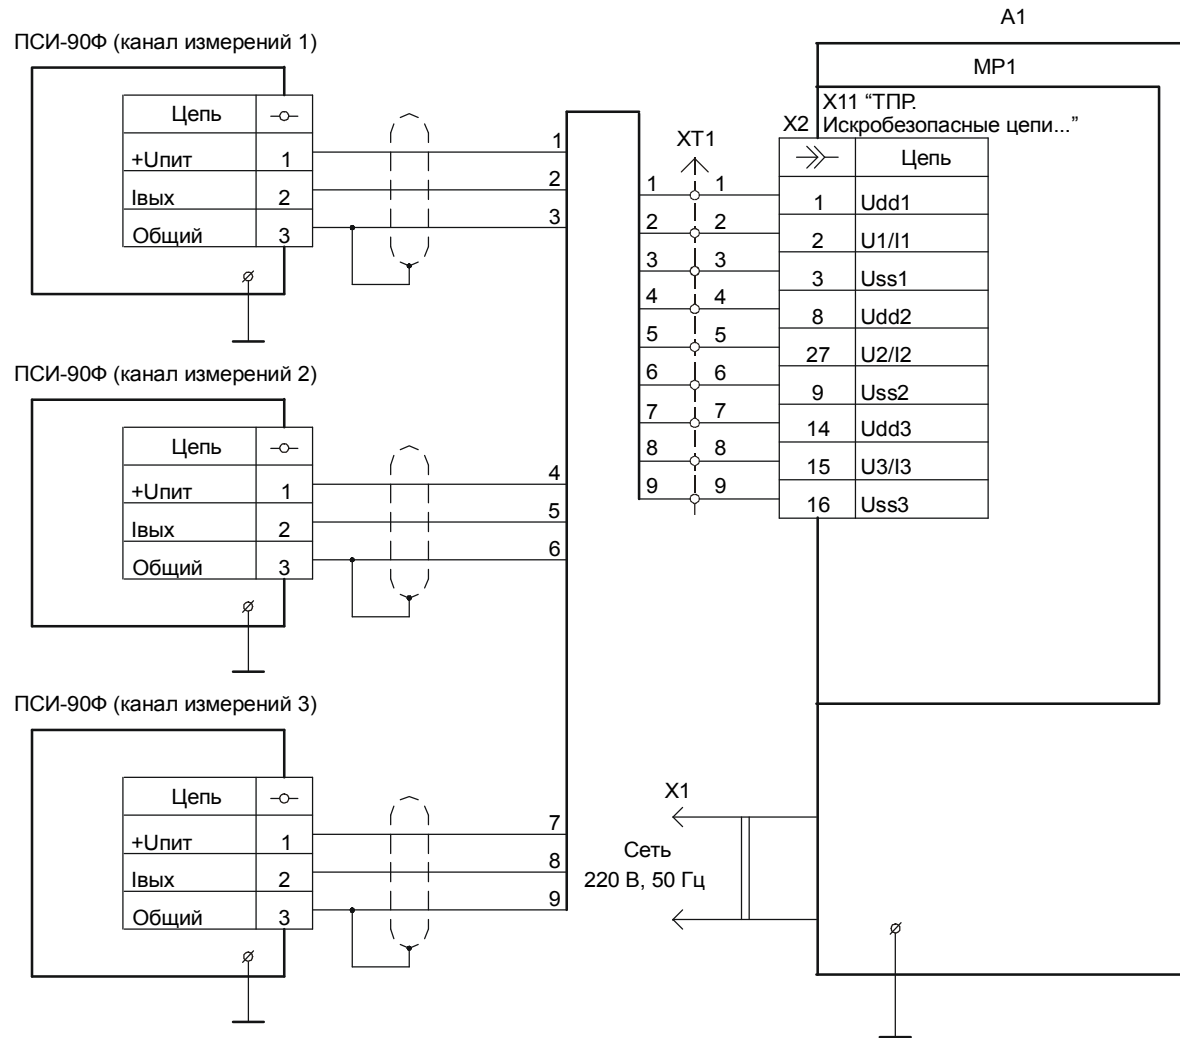 A1
ПСИ-90Ф (канал измерений 1)
MP1
Цепь
+Uпит 1
Iвых 2
Общий 3
1
2
3
X11 “ТПР.
Искробезопасные цепи...”
X2
XT1
Цепь
1 1 1 Udd1
2 2 2 U1/I1
3 3 3 Uss1
4 4 8 Udd2
5 5 27 U2/I2
6 6 9 Uss2
7 7 14 Udd3
8 8 15 U3/I3
9 9 16 Uss3
ПСИ-90Ф (канал измерений 2)
Цепь
+Uпит 1
Iвых 2
Общий 3
4
5
6
ПСИ-90Ф (канал измерений 3)
Цепь
+Uпит 1
Iвых 2
Общий 3
7
8
9
X1
Сеть
220 В, 50 Гц